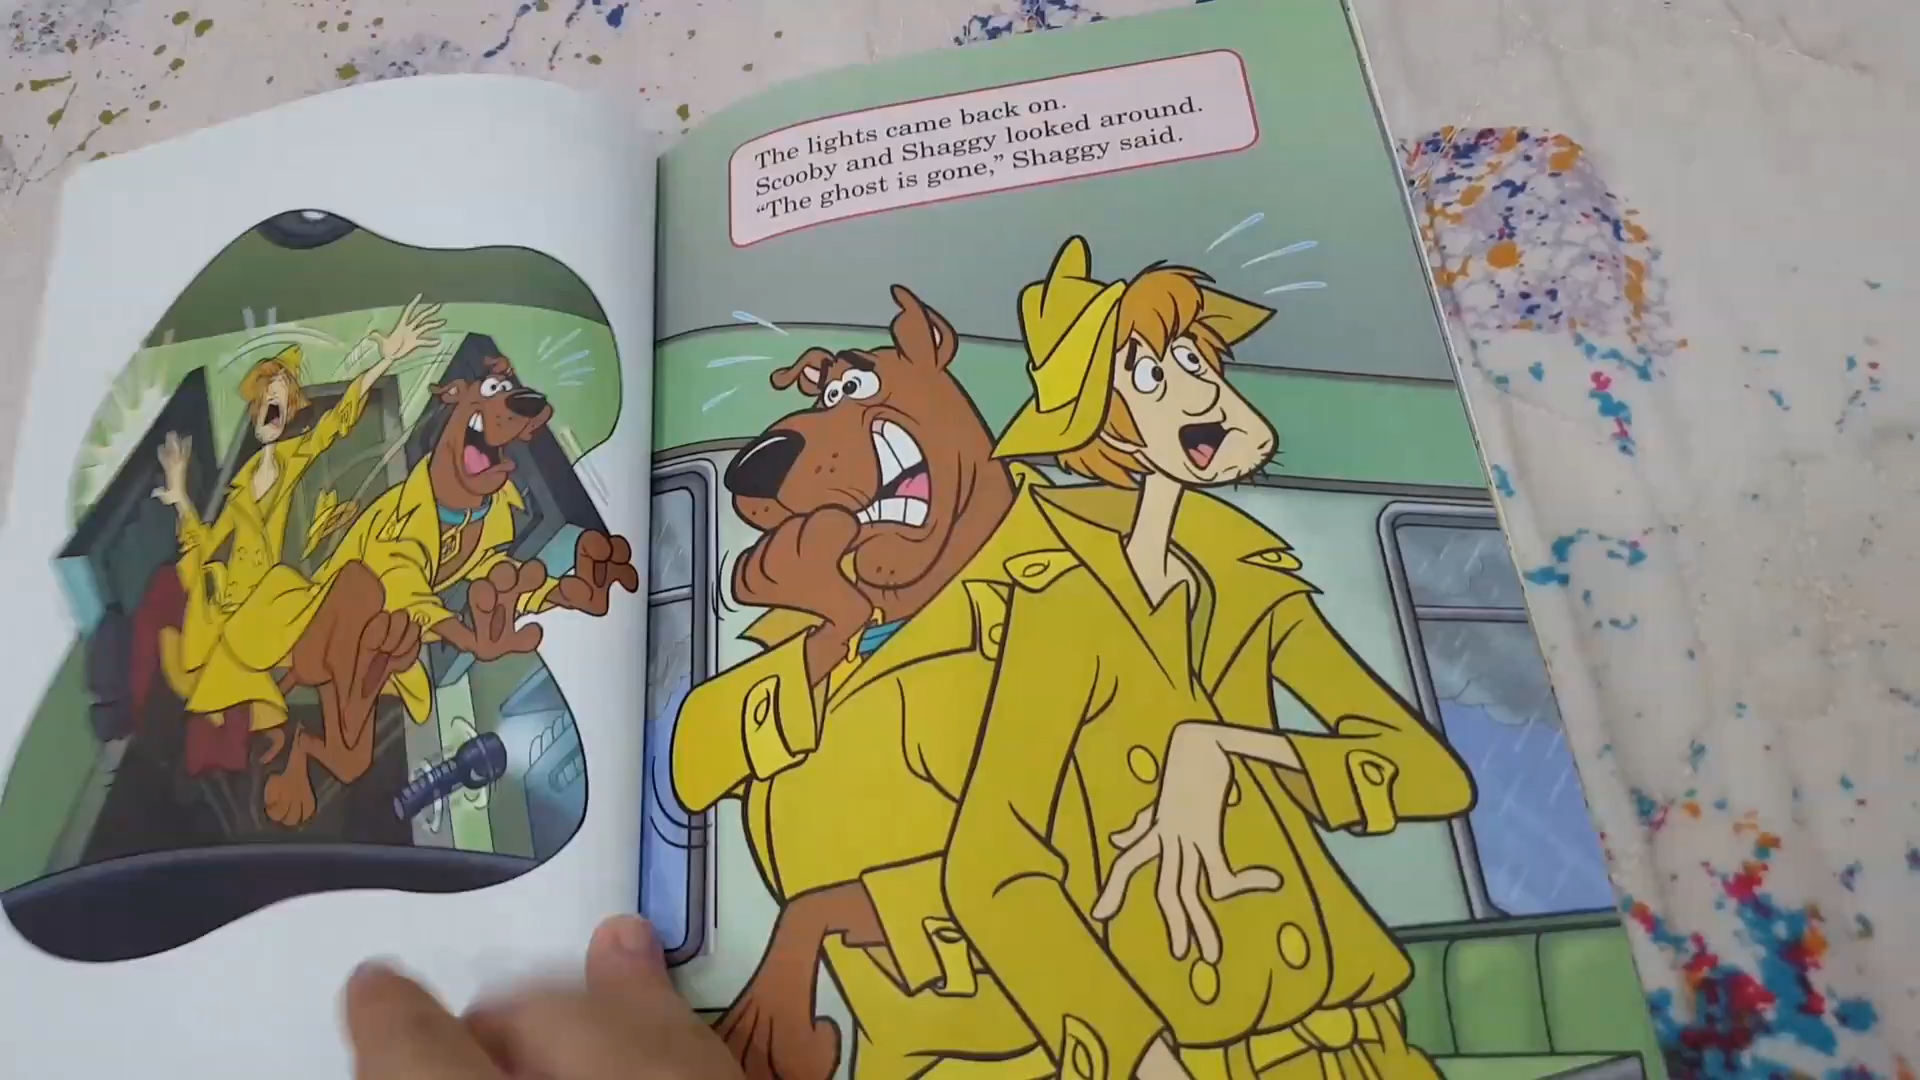 The lights came back on.
Scooby and Shaggy looked around.
“The ghost is gone,” Shaggy said.